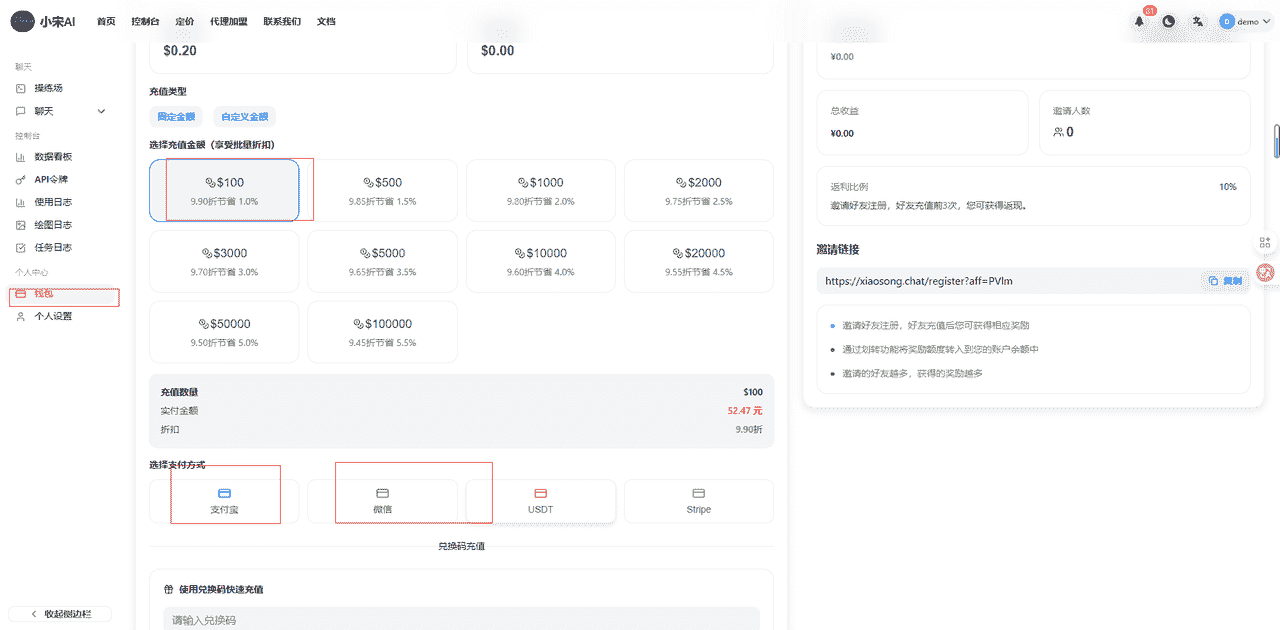 小宋AI
首页 控制台 定价 代理加盟 联系我们 文档
21
D demo
聊天
操练场
聊天
控制台
数据看板
API令牌
使用日志
绘图日志
任务日志
个人中心
钱包
个人设置
收起侧边栏
$0.20
$0.00
充值类型
固定金额 自定义金额
选择充值金额（享受批量折扣）
$100
9.90折节省 1.0%
$500
9.85折节省 1.5%
$1000
9.80折节省 2.0%
$2000
9.75折节省 2.5%
$3000
9.70折节省 3.0%
$5000
9.65折节省 3.5%
$10000
9.60折节省 4.0%
$20000
9.55折节省 4.5%
$50000
9.50折节省 5.0%
$100000
9.45折节省 5.5%
充值数量 $100
实付金额 52.47 元
折扣 9.90折
选择支付方式
支付宝
微信
USDT
Stripe
兑换码充值
使用兑换码快速充值
请输入兑换码
¥0.00
总收益
¥0.00
邀请人数
0
返利比例 10%
邀请好友注册，好友充值前3次，您可获得返现。
邀请链接
https://xiaosong.chat/register?aff=PVlm 复制
邀请好友注册，好友充值后您可获得相应奖励
通过划转功能将奖励额度转入到您的账户余额中
邀请的好友越多，获得的奖励越多